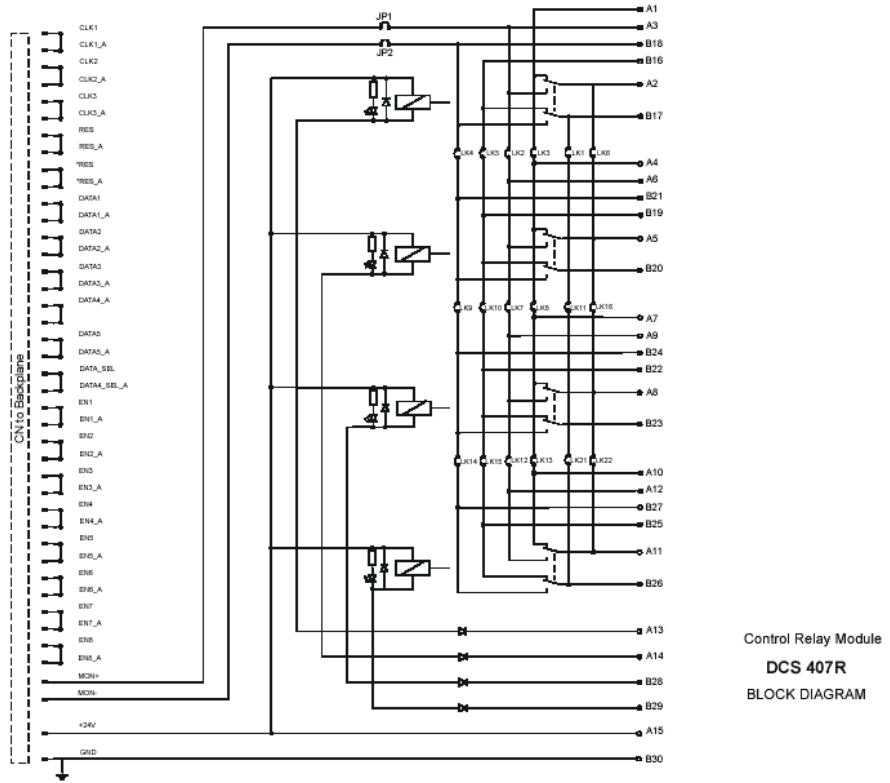 CN to Backplane
CLK1
CLK1_A
CLK2
CLK2_A
CLK3
CLK3_A
RES
RES_A
*RES
*RES_A
DATA1
DATA1_A
DATA2
DATA2_A
DATA3
DATA3_A
DATA4_A
DATA5
DATA5_A
DATA_SEL
DATA4_SEL_A
EN1
EN1_A
EN2
EN2_A
EN3
EN3_A
EN4
EN4_A
EN5
EN5_A
EN6
EN6_A
EN7
EN7_A
EN8
EN8_A
MON+
MON-
+24V
GND
JP1
JP2
LK4 LK5 LK2 LK3 LK1 LK6
LK9 LK10 LK7 LK8 LK11 LK16
LK14 LK15 LK12 LK13 LK21 LK22
A1
A3
B18
B16
A2
B17
A4
A6
B21
B19
A5
B20
A7
A9
B24
B22
A8
B23
A10
A12
B27
B25
A11
B26
A13
A14
B28
B29
A15
B30
Control Relay Module
DCS 407R
BLOCK DIAGRAM